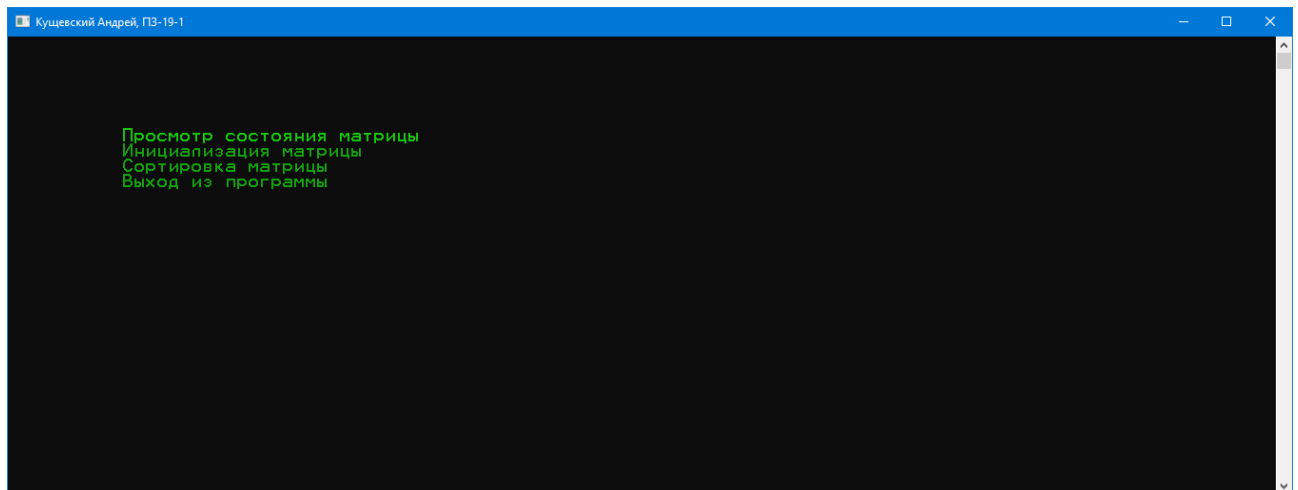 Кущевский Андрей, ПЗ-19-1
Просмотр состояния матрицы
Инициализация матрицы
Сортировка матрицы
Выход из программы